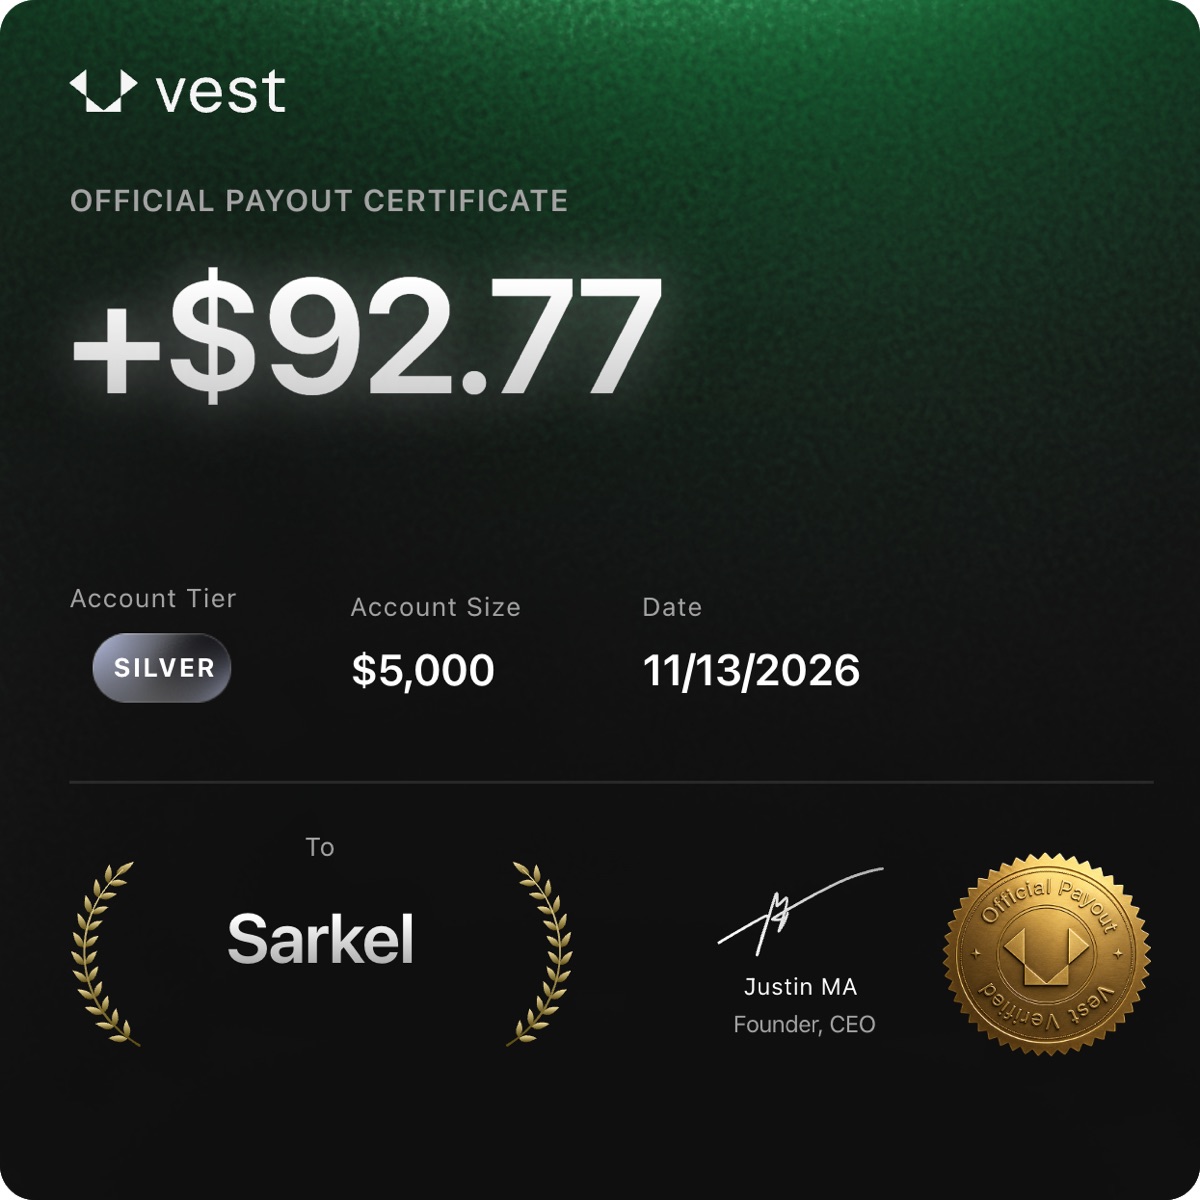 vest
OFFICIAL PAYOUT CERTIFICATE
+$92.77
Account Tier
SILVER
Account Size
$5,000
Date
11/13/2026
To
Sarkel
Justin MA
Founder, CEO
Official Payout
Vest Verified